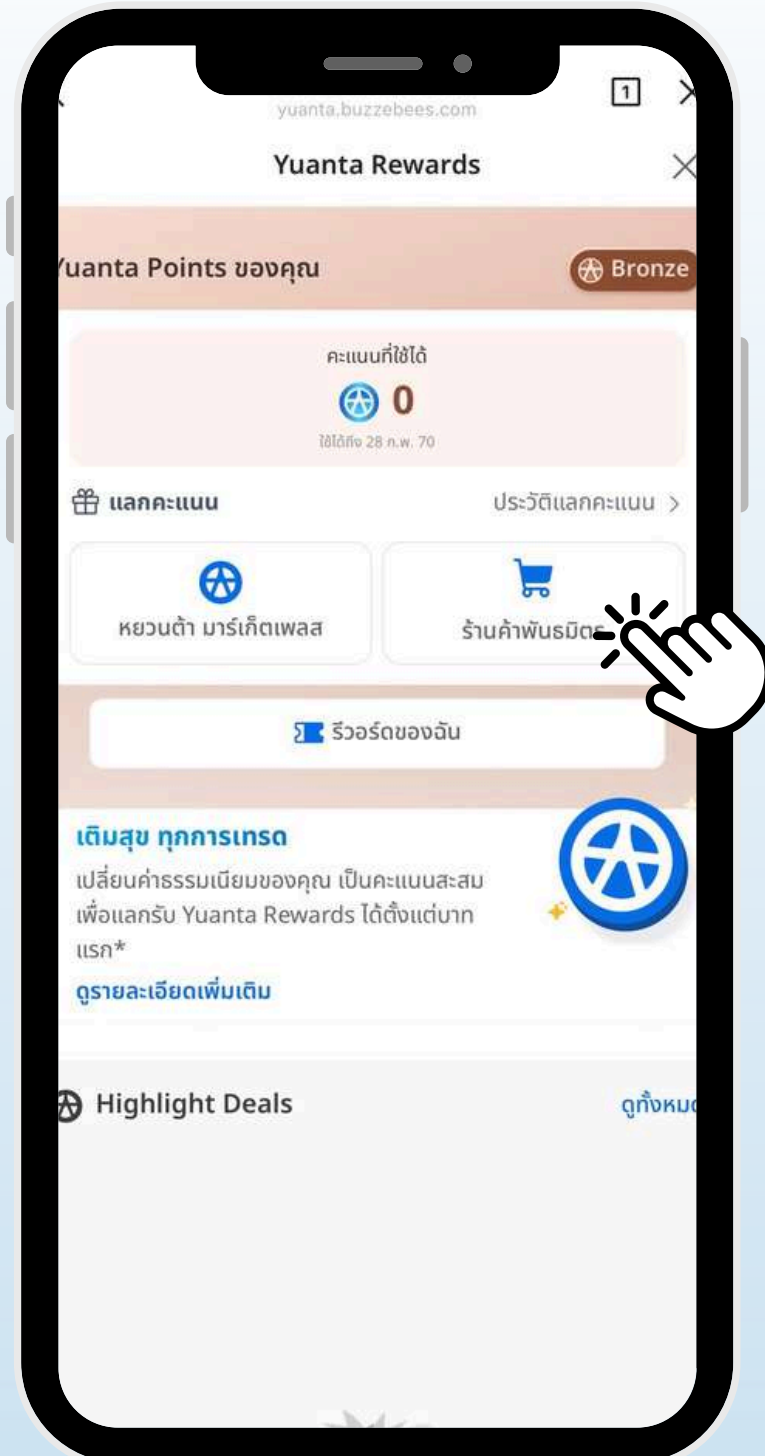 1
yuanta.buzzebees.com
Yuanta Rewards
Yuanta Points ของคุณ
Bronze
คะแนนที่ใช้ได้
0
ใช้ได้ถึง 28 ก.พ. 70
แลกคะแนน
ประวัติแลกคะแนน >
หยวนต้า มาร์เก็ตเพลส
ร้านค้าพันธมิตร
รีวอร์ดของฉัน
เติมสุข ทุกการเทรด
เปลี่ยนค่าธรรมเนียมของคุณ เป็นคะแนนสะสม
เพื่อแลกรับ Yuanta Rewards ได้ตั้งแต่บาท
แรก*
ดูรายละเอียดเพิ่มเติม
Highlight Deals
ดูทั้งหมด